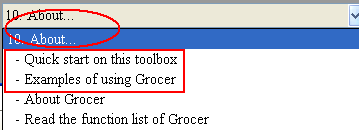 10. About...
10. About...
- Quick start on this toolbox
- Examples of using Grocer
- About Grocer
- Read the function list of Grocer